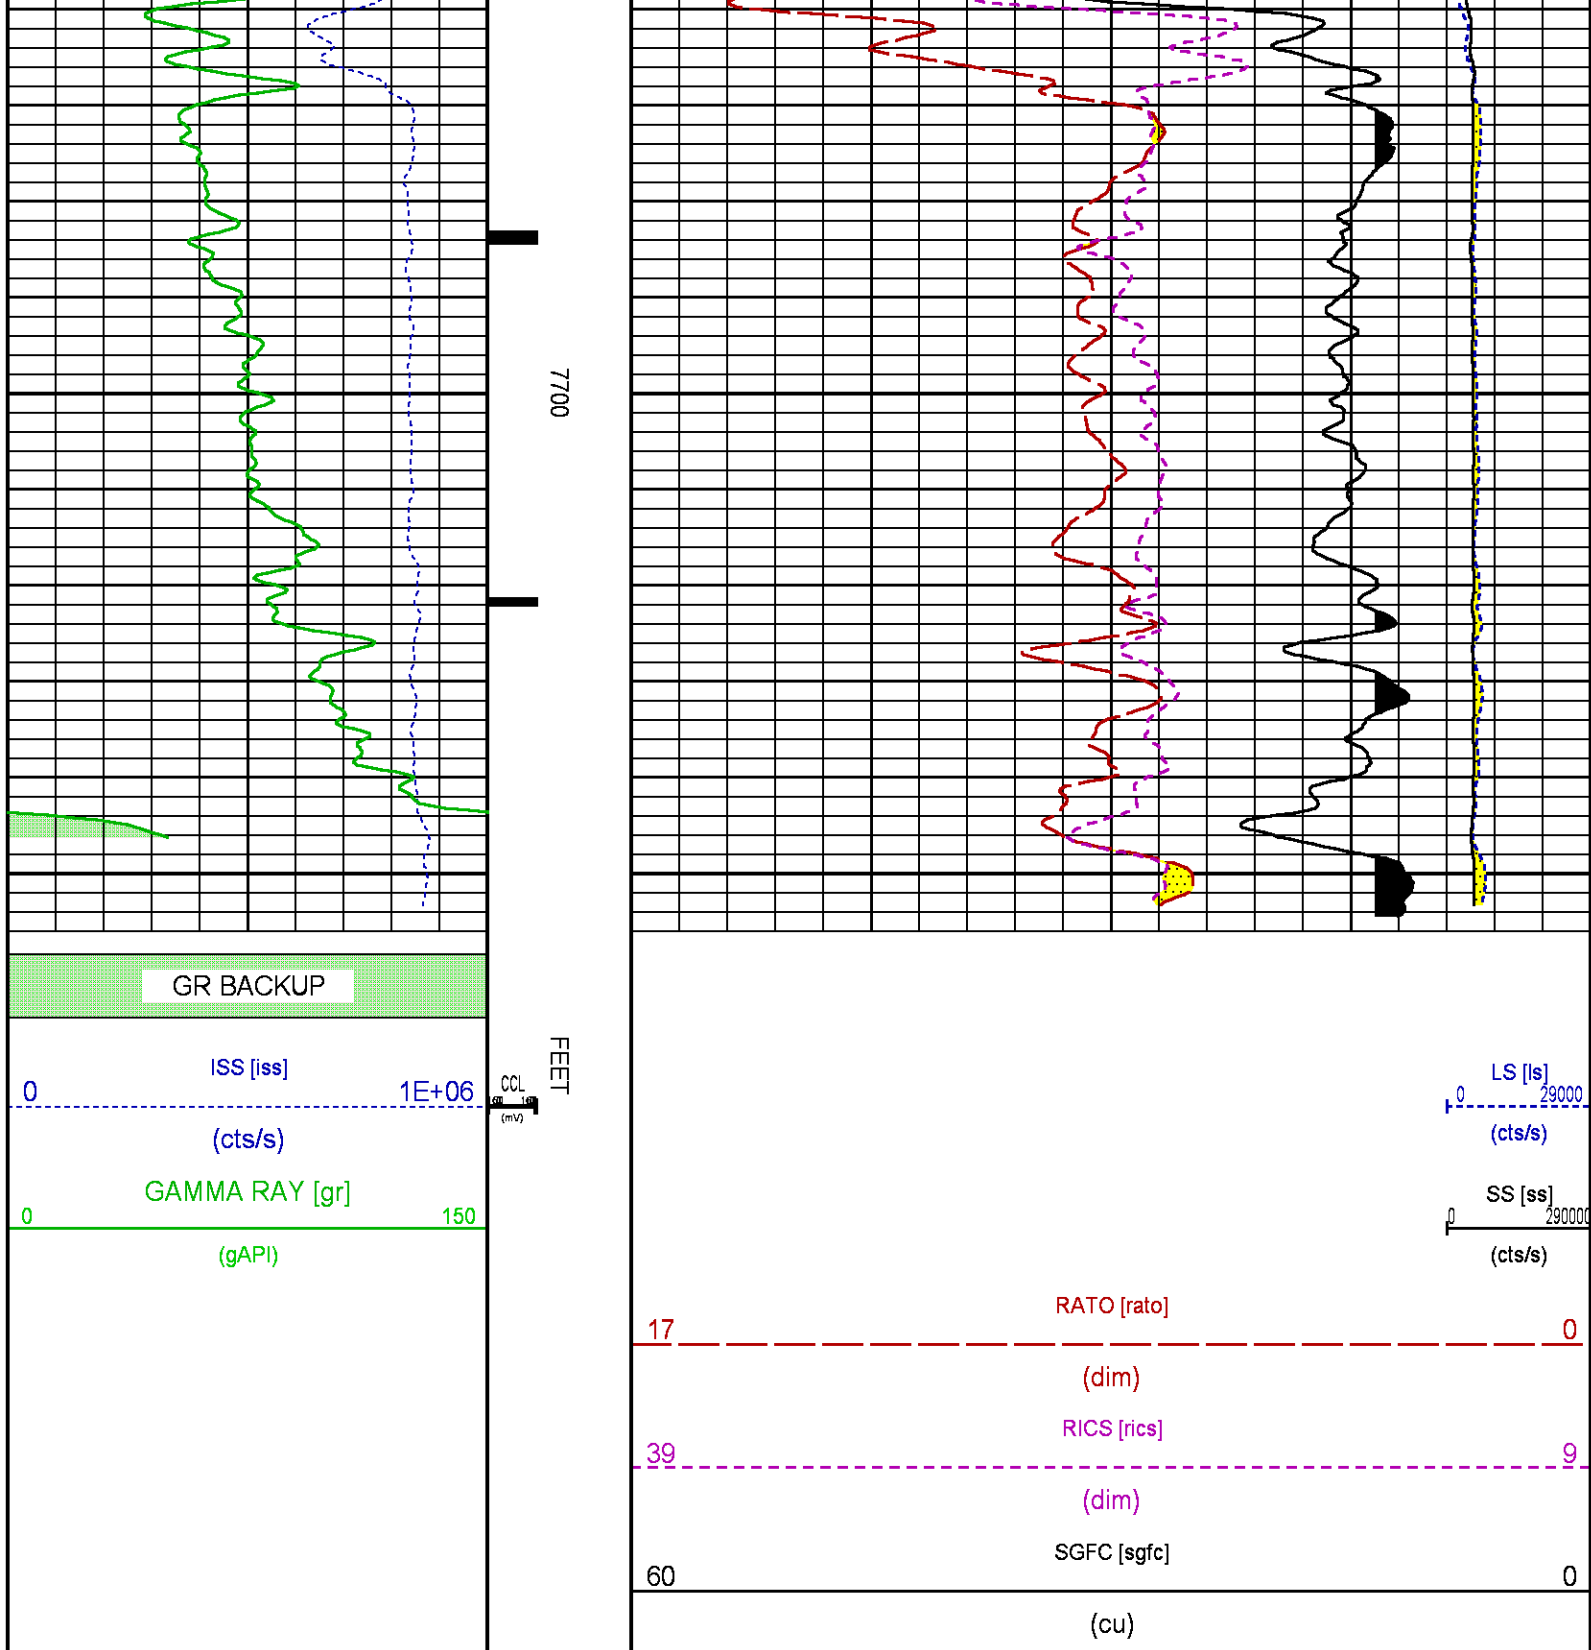 7700
GR BACKUP
FEET
ISS [iss]
0 1E+06
(cts/s)
CCL
(mV)
GAMMA RAY [gr]
0 150
(gAPI)
LS [ls]
0 29000
(cts/s)
SS [ss]
0 290000
(cts/s)
RATO [rato]
17 0
(dim)
RICS [rics]
39 9
(dim)
SGFC [sgfc]
60 0
(cu)